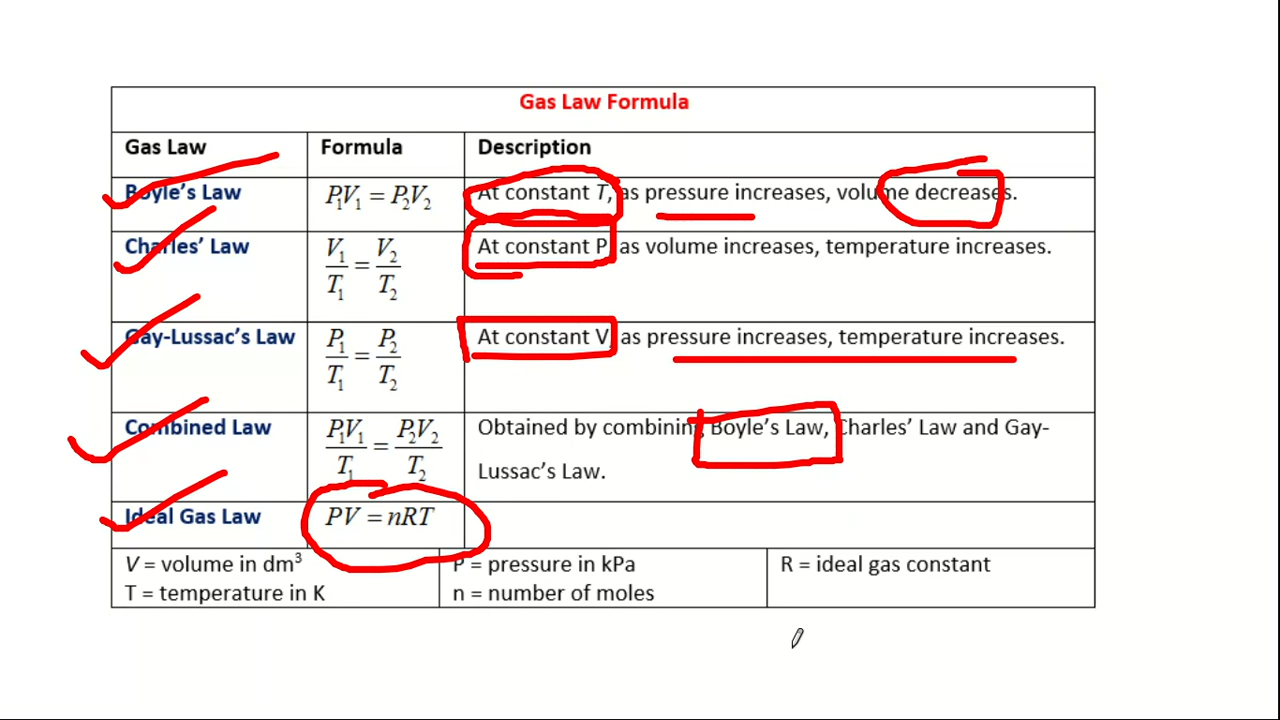 Gas Law Formula
Gas Law Formula Description
Boyle's Law P₁V₁ = P₂V₂ At constant T, as pressure increases, volume decreases.
Charles' Law V₁/T₁ = V₂/T₂ At constant P, as volume increases, temperature increases.
Gay-Lussac's Law P₁/T₁ = P₂/T₂ At constant V, as pressure increases, temperature increases.
Combined Law P₁V₁/T₁ = P₂V₂/T₂ Obtained by combining Boyle's Law, Charles' Law and Gay-
Lussac's Law.
Ideal Gas Law PV = nRT
V = volume in dm³ P = pressure in kPa R = ideal gas constant
T = temperature in K n = number of moles